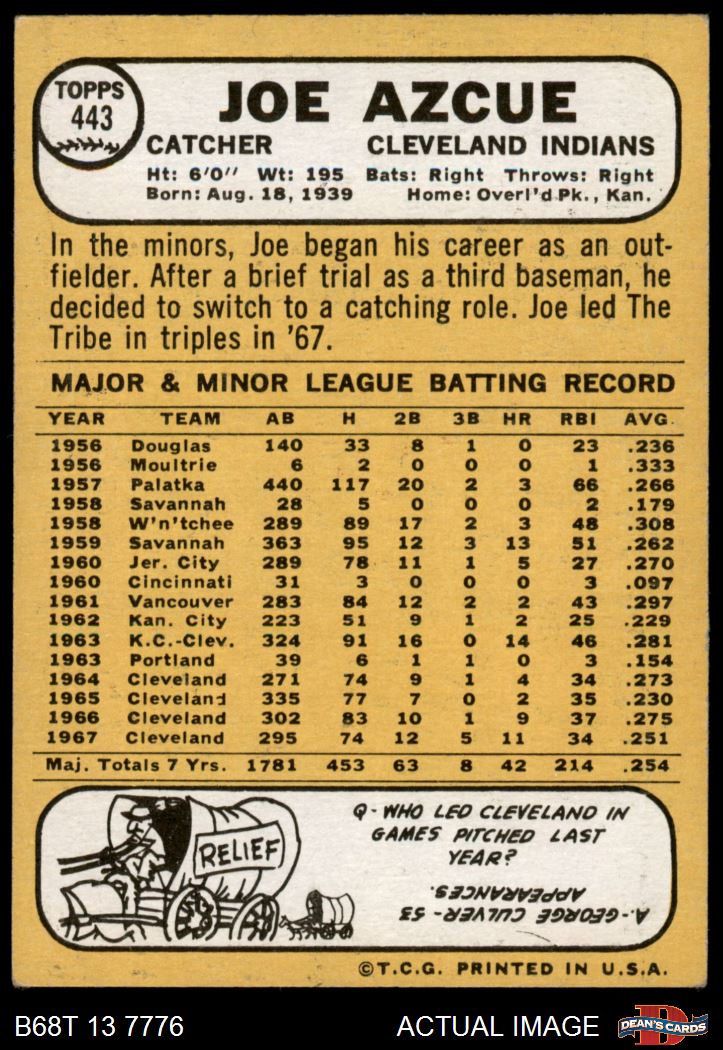 TOPPS
443
JOE AZCUE
CATCHER CLEVELAND INDIANS
Ht: 6'0" Wt: 195 Bats: Right Throws: Right
Born: Aug. 18, 1939 Home: Overl'd Pk., Kan.
In the minors, Joe began his career as an out-
fielder. After a brief trial as a third baseman, he
decided to switch to a catching role. Joe led The
Tribe in triples in '67.
MAJOR & MINOR LEAGUE BATTING RECORD
YEAR TEAM AB H 2B 3B HR RBI AVG.
1956 Douglas 140 33 8 1 0 23 .236
1956 Moultrie 6 2 0 0 0 1 .333
1957 Palatka 440 117 20 2 3 66 .266
1958 Savannah 28 5 0 0 0 2 .179
1958 W'n'tchee 289 89 17 2 3 48 .308
1959 Savannah 363 95 12 3 13 51 .262
1960 Jer. City 289 78 11 1 5 27 .270
1960 Cincinnati 31 3 0 0 0 3 .097
1961 Vancouver 283 84 12 2 2 43 .297
1962 Kan. City 223 51 9 1 2 25 .229
1963 K.C.-Clev. 324 91 16 0 14 46 .281
1963 Portland 39 6 1 1 0 3 .154
1964 Cleveland 271 74 9 1 4 34 .273
1965 Cleveland 335 77 7 0 2 35 .230
1966 Cleveland 302 83 10 1 9 37 .275
1967 Cleveland 295 74 12 5 11 34 .251
Maj. Totals 7 Yrs. 1781 453 63 8 42 214 .254
RELIEF
Q-WHO LED CLEVELAND IN
GAMES PITCHED LAST
YEAR?
A-GEORGE CULVER-53
APPEARANCES.
©T.C.G. PRINTED IN U.S.A.
B68T 13 7776 ACTUAL IMAGE
D
DEAN'S CARDS